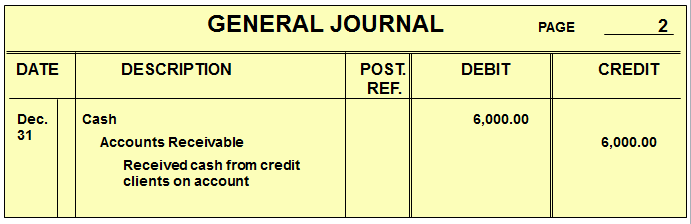 GENERAL JOURNAL PAGE 2
DATE DESCRIPTION POST. REF. DEBIT CREDIT
Dec. 31 Cash 6,000.00
Accounts Receivable 6,000.00
Received cash from credit
clients on account